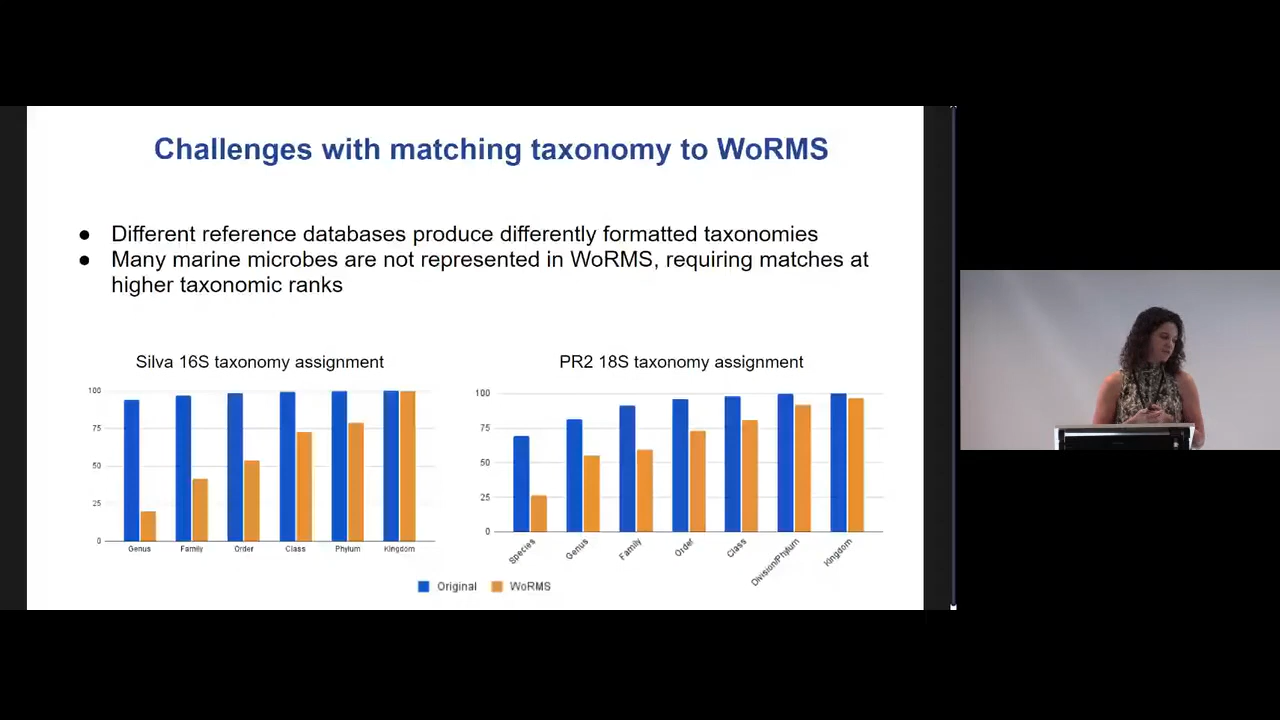 Challenges with matching taxonomy to WoRMS
● Different reference databases produce differently formatted taxonomies
● Many marine microbes are not represented in WoRMS, requiring matches at
higher taxonomic ranks
Silva 16S taxonomy assignment
100
75
50
25
0
Genus Family Order Class Phylum Kingdom
PR2 18S taxonomy assignment
100
75
50
25
0
Species Genus Family Order Class Division/Phylum Kingdom
Original WoRMS